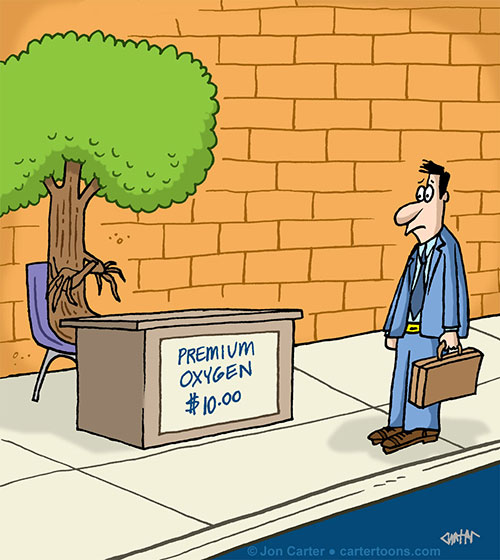 PREMIUM
OXYGEN
$10.00
© Jon Carter • cartertoons.com